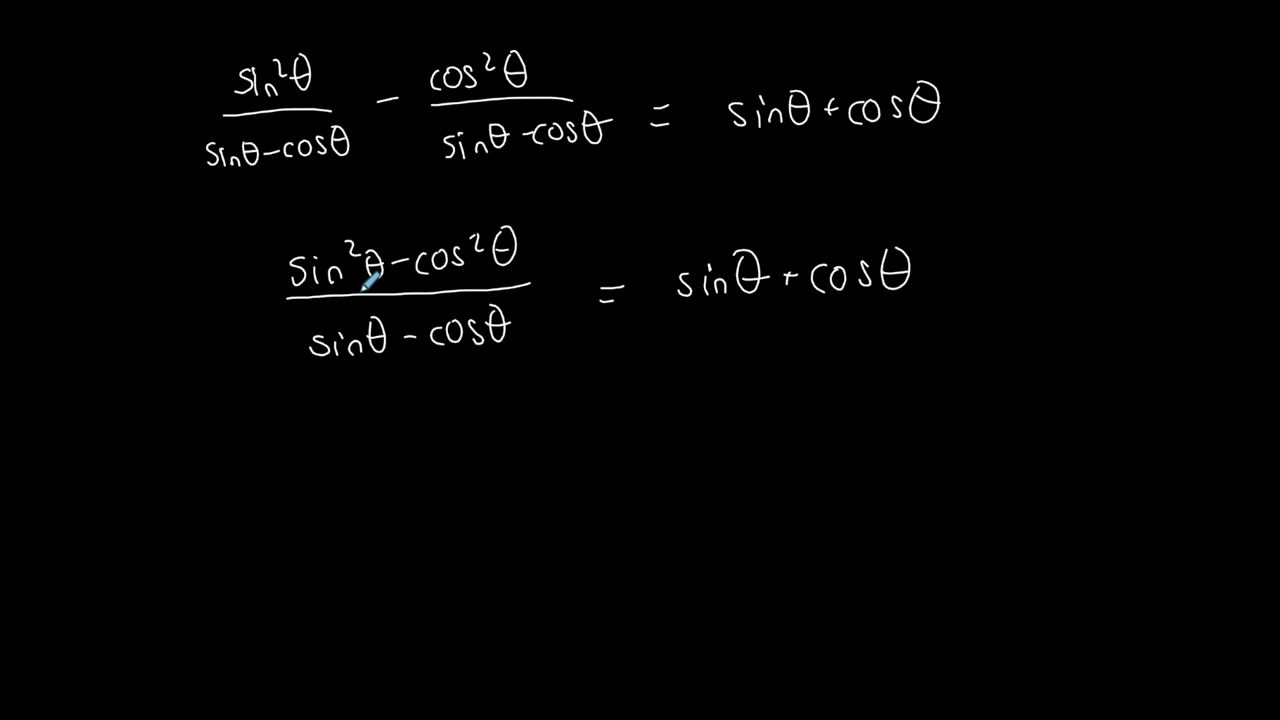 sin²θ/(sinθ-cosθ) - cos²θ/(sinθ-cosθ) = sinθ+cosθ
(sin²θ-cos²θ)/(sinθ-cosθ) = sinθ+cosθ